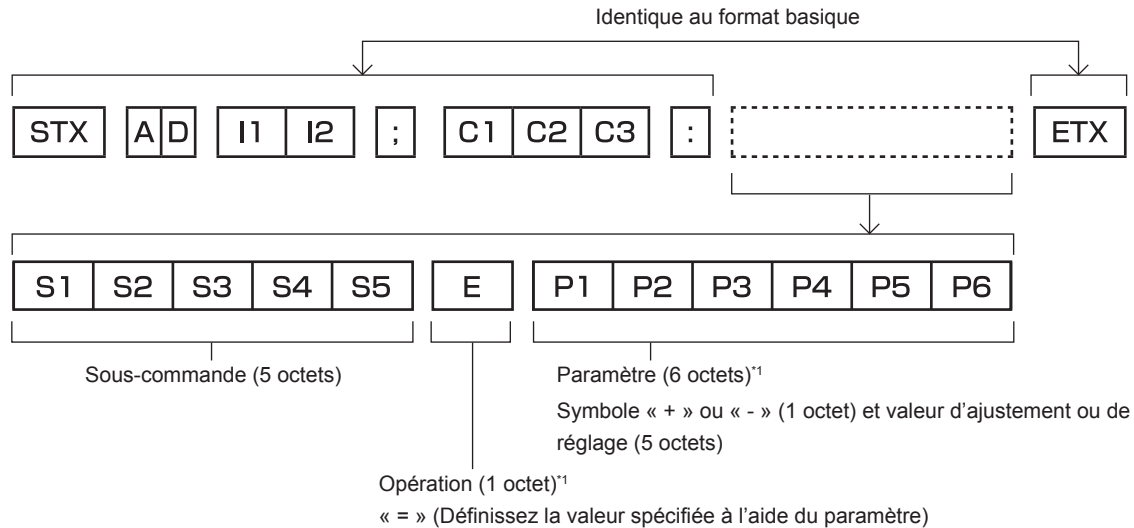 Identique au format basique
STX A D I1 I2 ; C1 C2 C3 : ETX
S1 S2 S3 S4 S5 E P1 P2 P3 P4 P5 P6
Sous-commande (5 octets)
Paramètre (6 octets)*1
Symbole « + » ou « - » (1 octet) et valeur d'ajustement ou de
réglage (5 octets)
Opération (1 octet)*1
« = » (Définissez la valeur spécifiée à l'aide du paramètre)